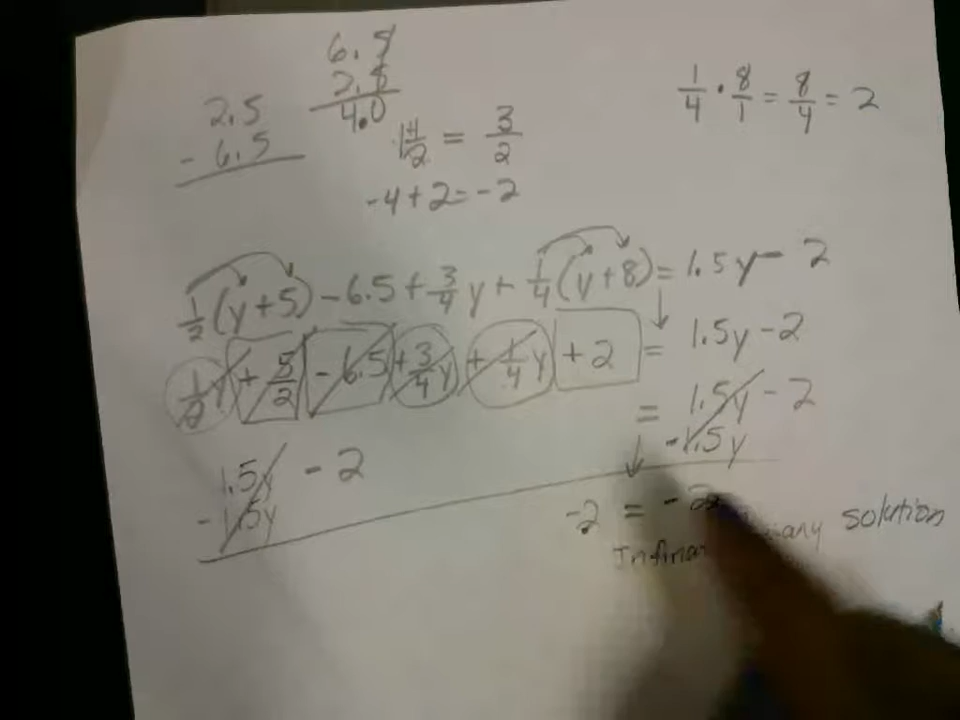 6.5
2.5
4.0
2.5
- 6.5
1/4 · 8/1 = 8/4 = 2
= 3/2
-4+2=-2
1/2(y+5) - 6.5 + 3/4y + 1/4(y+8) = 1.5y - 2
1/2y + 5/2 - 6.5 + 3/4y + 1/4y + 2 = 1.5y - 2
= 1.5y - 2
- 1.5y
1.5y - 2
- 1.5y
-2 = -2
solution